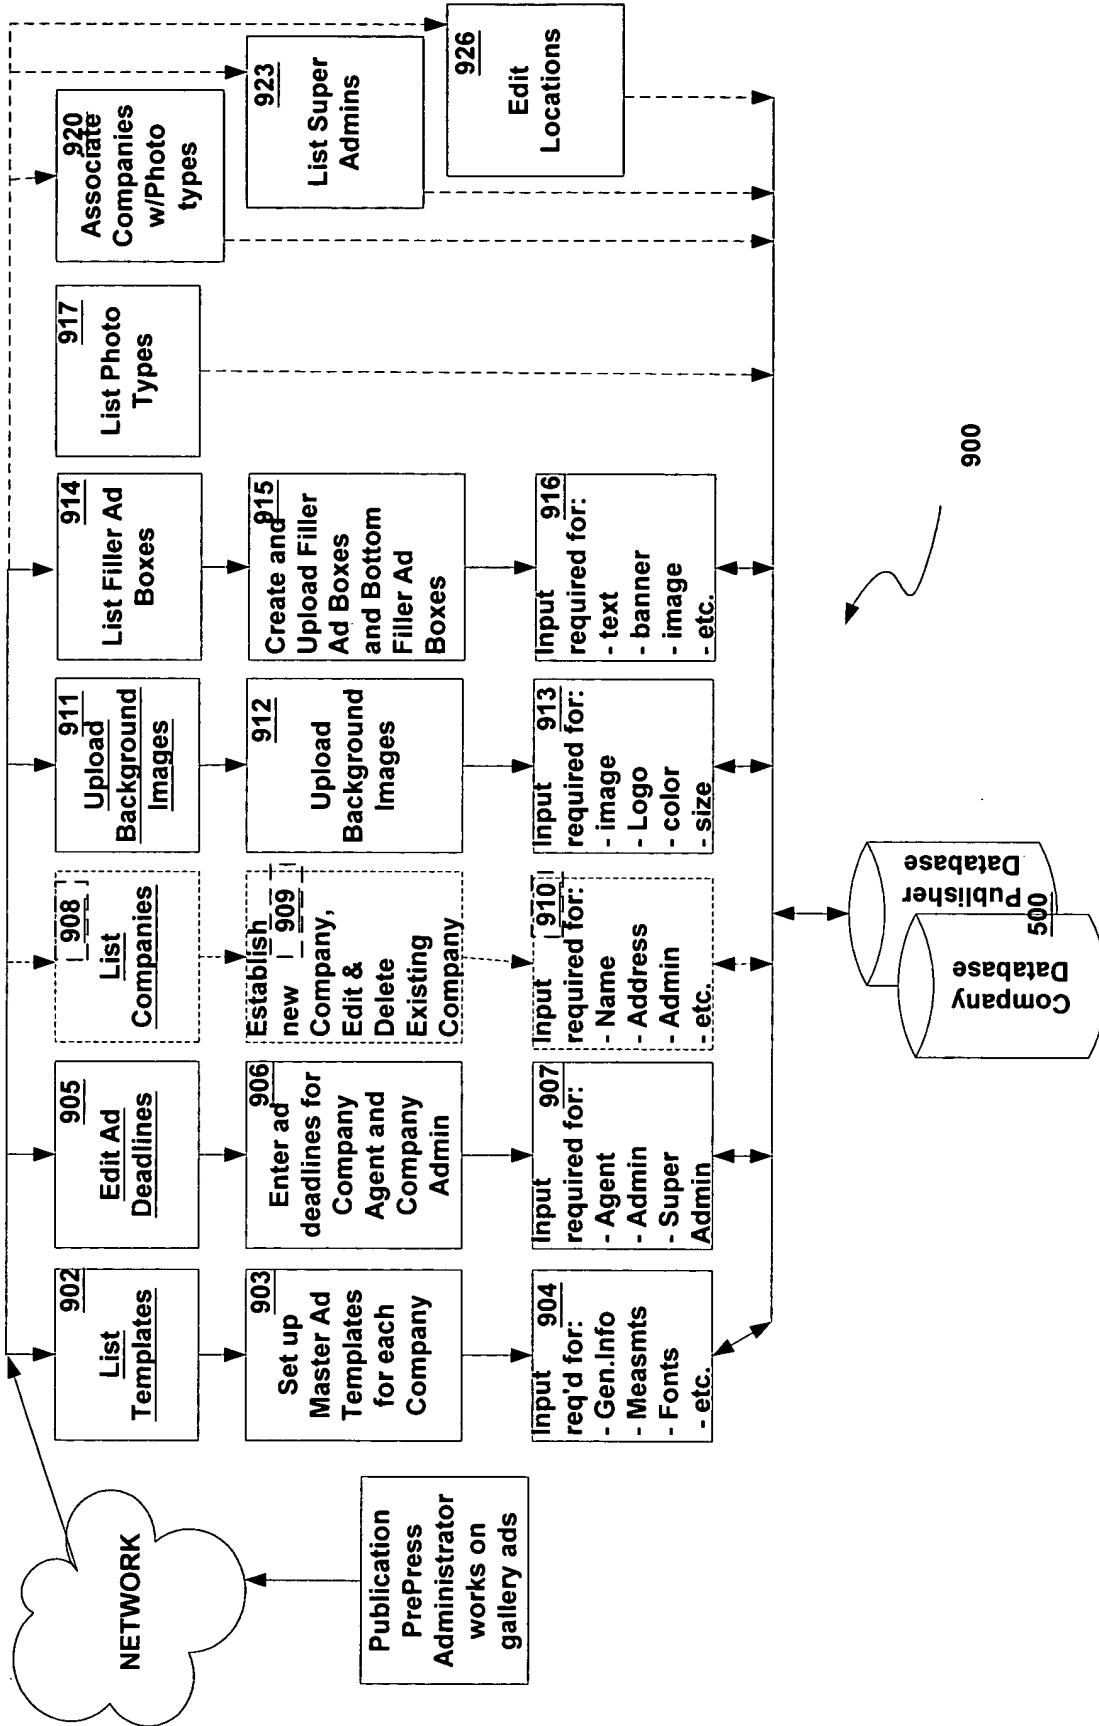 NETWORK
Publication
PrePress
Administrator
works on
gallery ads
902
List
Templates
903
Set up
Master Ad
Templates
for each
Company
904
Input
req'd for:
- Gen.Info
- Measmts
- Fonts
- etc.
905
Edit Ad
Deadlines
906
Enter ad
deadlines for
Company
Agent and
Company
Admin
907
Input
required for:
- Agent
- Admin
- Super
Admin
908
List
Companies
Establish
new 909
Company,
Edit &
Delete
Existing
Company
910
Input
required for:
- Name
- Address
- Admin
- etc.
911
Upload
Background
Images
912
Upload
Background
Images
913
Input
required for:
- image
- Logo
- color
- size
914
List Filler Ad
Boxes
915
Create and
Upload Filler
Ad Boxes
and Bottom
Filler Ad
Boxes
916
Input
required for:
- text
- banner
- image
- etc.
917
List Photo
Types
920
Associate
Companies
w/Photo
types
923
List Super
Admins
926
Edit
Locations
Publisher
Database
500
Company
Database
900